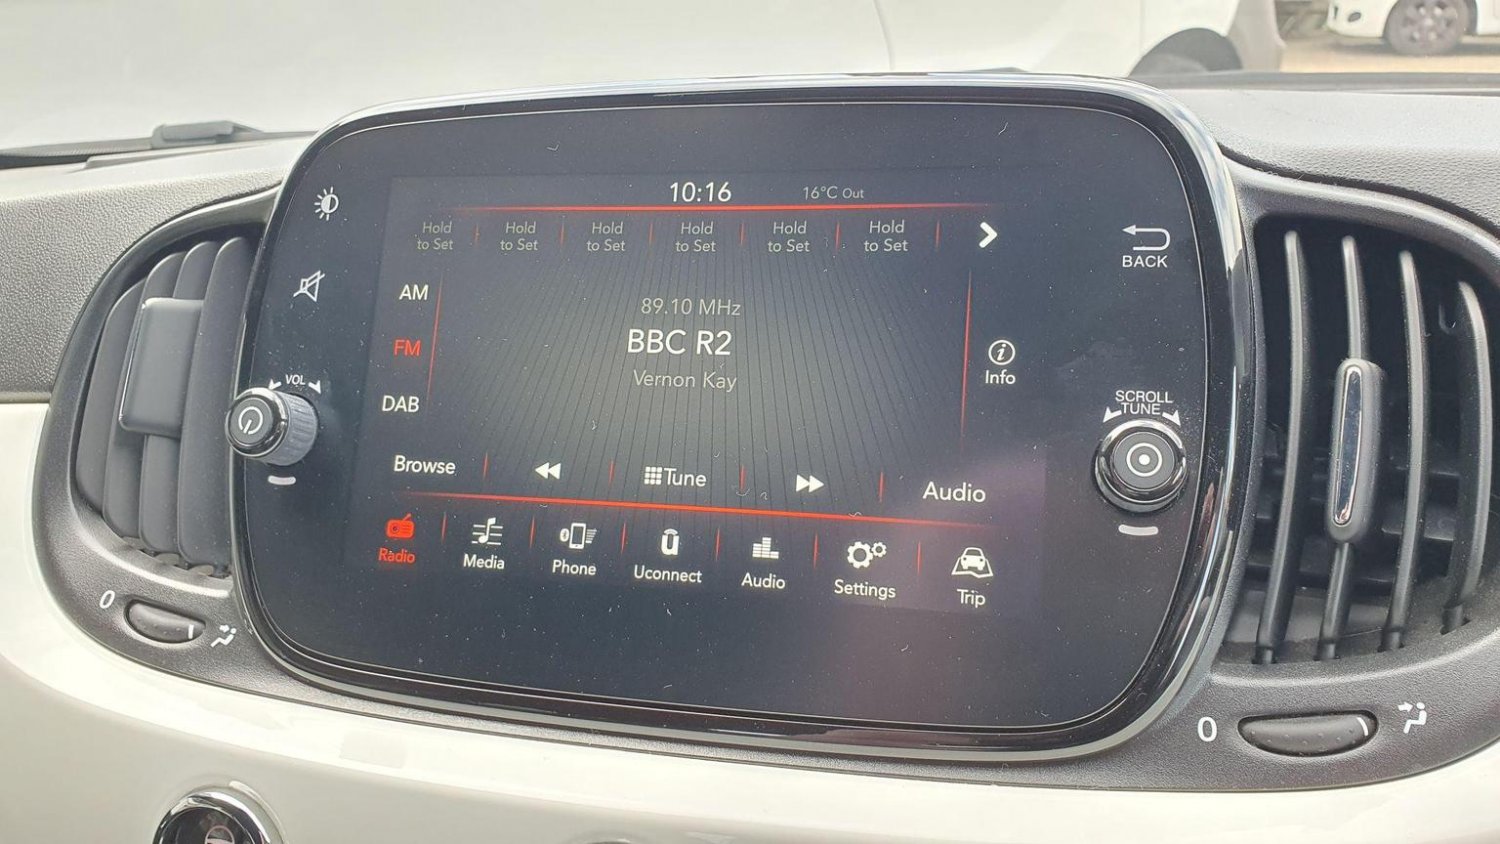 10:16
16°C Out
Hold to Set
Hold to Set
Hold to Set
Hold to Set
Hold to Set
Hold to Set
BACK
AM
FM
DAB
89.10 MHz
BBC R2
Vernon Kay
i
Info
VOL
SCROLL
TUNE
Browse
Tune
Audio
Radio
Media
Phone
Uconnect
Audio
Settings
Trip
0
0